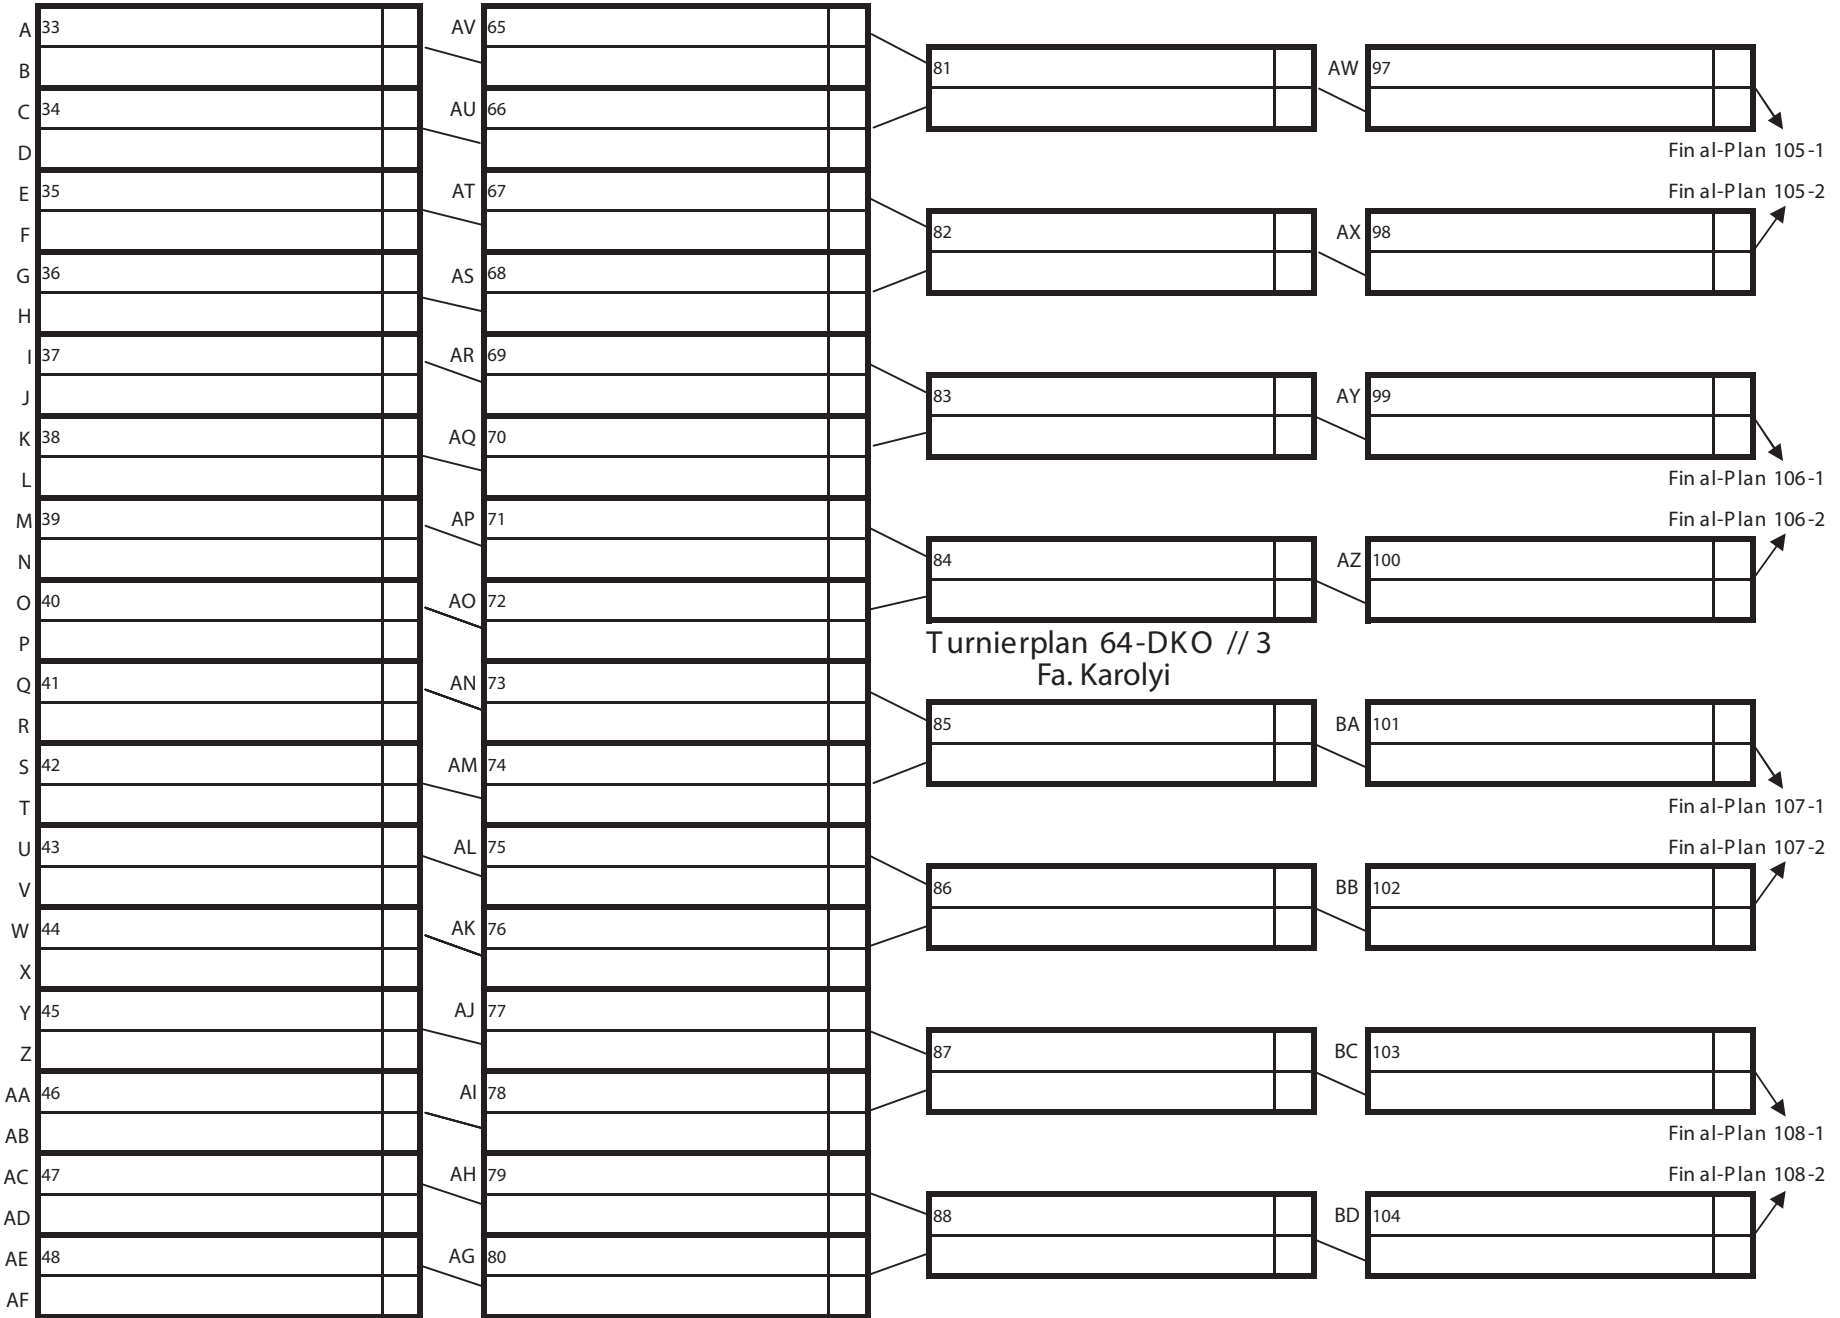 A 33 AV 65
B 81 AW 97
C 34 AU 66
D Final-Plan 105-1
E 35 AT 67 Final-Plan 105-2
F 82 AX 98
G 36 AS 68
H
I 37 AR 69
J 83 AY 99
K 38 AQ 70
L Final-Plan 106-1
M 39 AP 71 Final-Plan 106-2
N 84 AZ 100
O 40 AO 72
P Turnierplan 64-DKO // 3
Fa. Karolyi
Q 41 AN 73
R 85 BA 101
S 42 AM 74
T Final-Plan 107-1
U 43 AL 75 Final-Plan 107-2
V 86 BB 102
W 44 AK 76
X
Y 45 AJ 77
Z 87 BC 103
AA 46 AI 78
AB Final-Plan 108-1
AC 47 AH 79 Final-Plan 108-2
AD 88 BD 104
AE 48 AG 80
AF